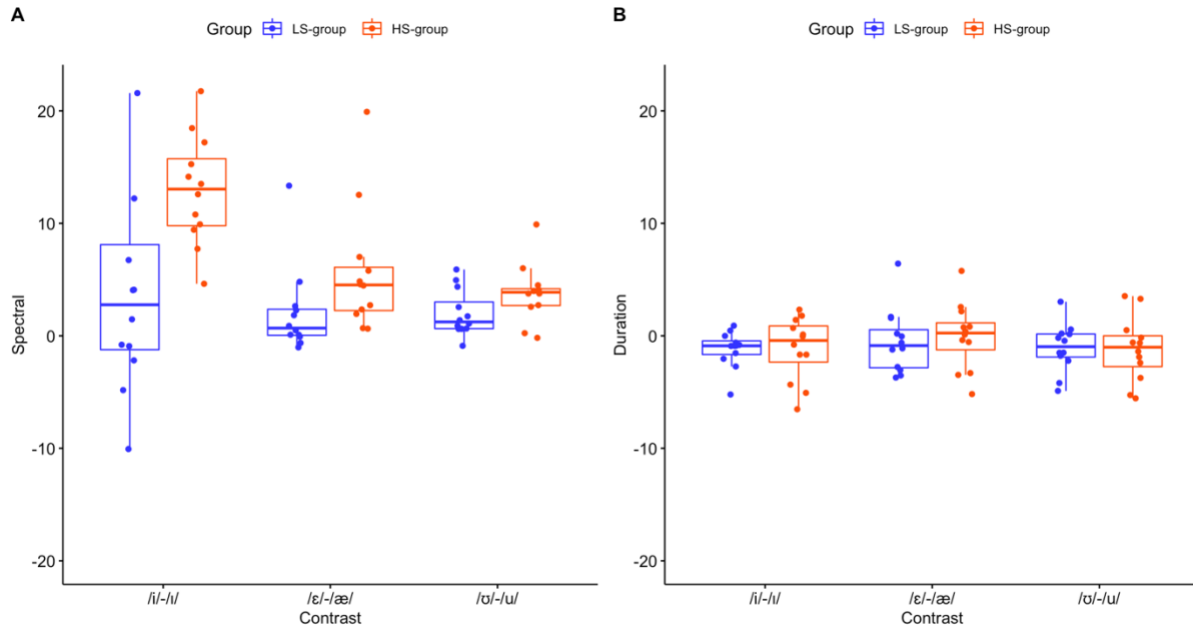 A
Group LS-group HS-group
20
10
0
-10
-20
Spectral
/i/-/ɪ/ /ɛ/-/æ/ /ʊ/-/u/
Contrast
B
Group LS-group HS-group
20
10
0
-10
-20
Duration
/i/-/ɪ/ /ɛ/-/æ/ /ʊ/-/u/
Contrast